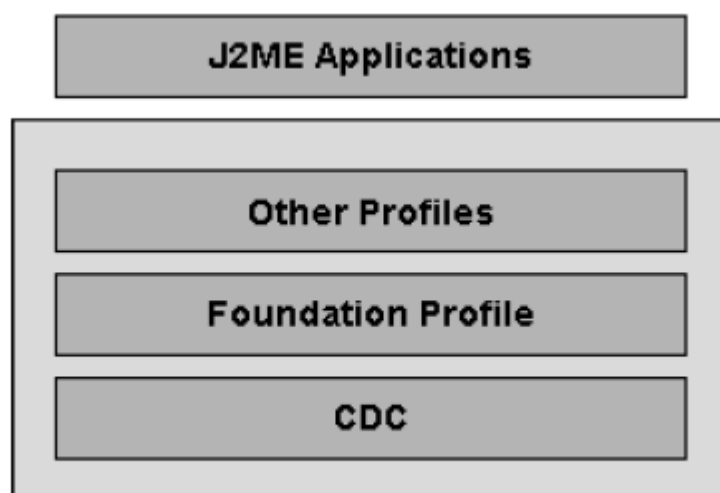 J2ME Applications
Other Profiles
Foundation Profile
CDC